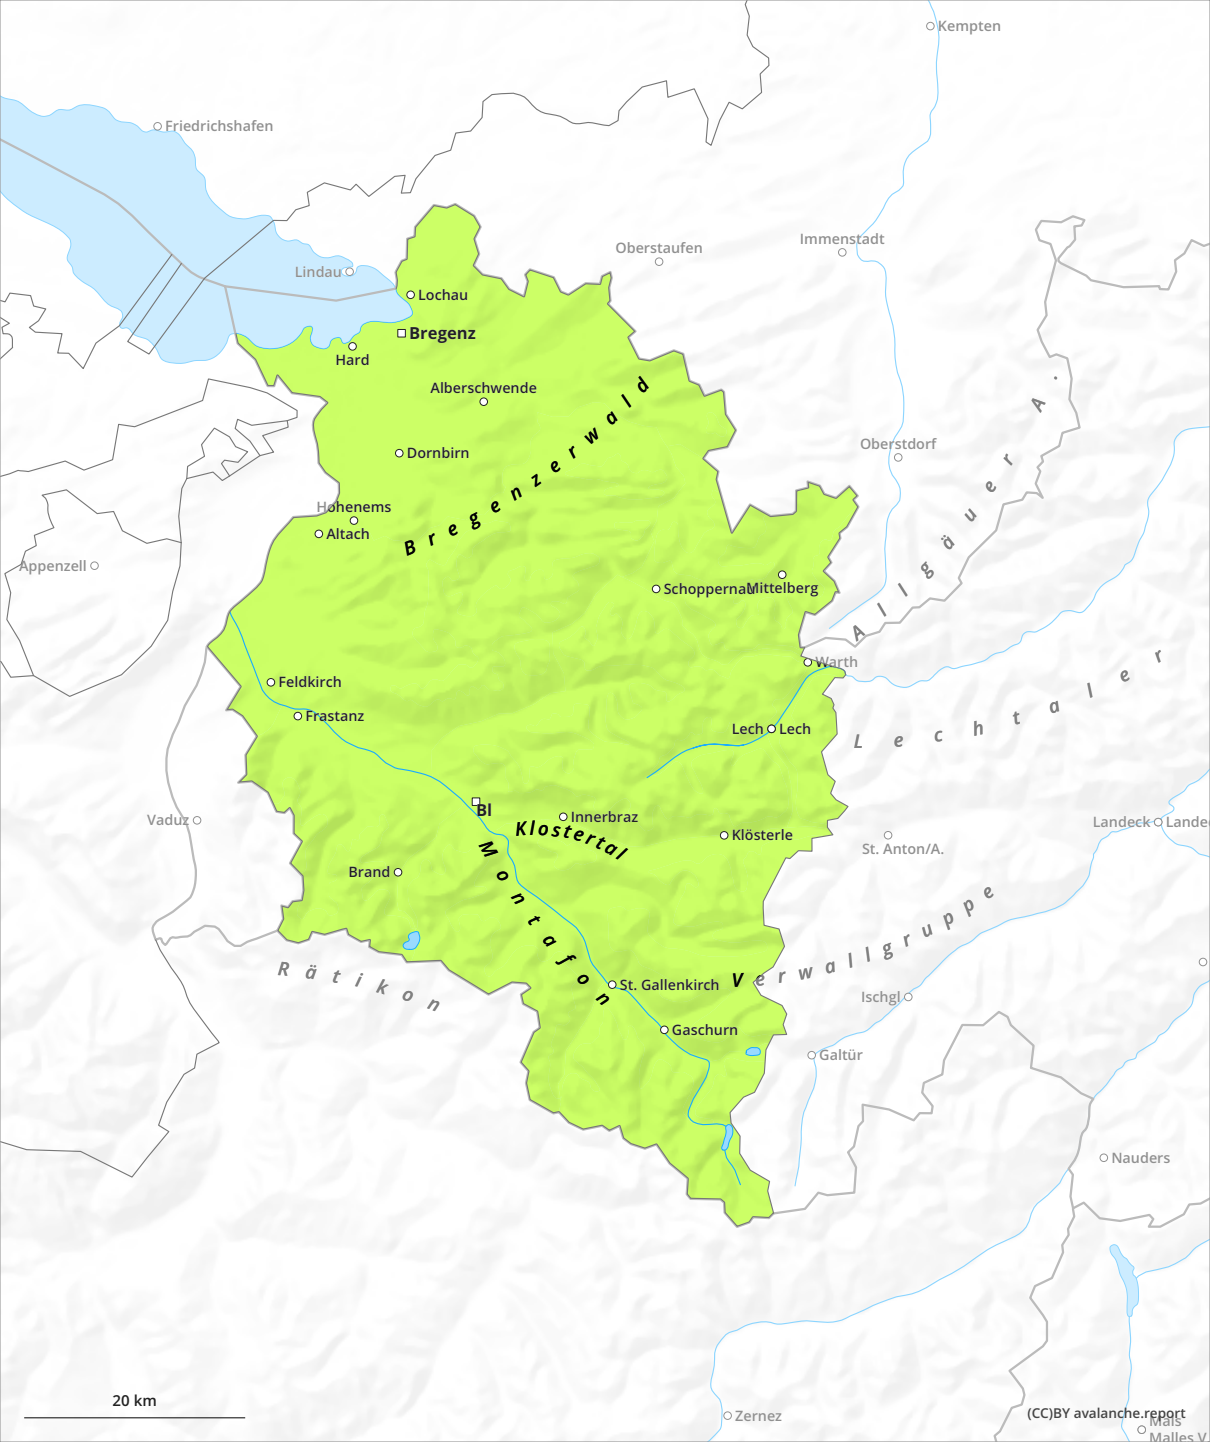 Kempten
Friedrichshafen
Immenstadt
Oberstaufen
Lindau
Lochau
Bregenz
Hard
Alberschwende
Bregenzerwald
Allgäuer A.
Oberstdorf
Dornbirn
Hohenems
Altach
Appenzell
Schoppernau
Mittelberg
Warth
Lechtaler
Feldkirch
Frastanz
Lech
Lech
Bl
Innerbraz
Klostertal
Klösterle
Vaduz
Landeck
Lande
St. Anton/A.
Montafon
Brand
Verwallgruppe
Rätikon
St. Gallenkirch
Ischgl
Gaschurn
Galtür
Nauders
20 km
(CC)BY avalanche.report
Zernez
Mals
Malles V